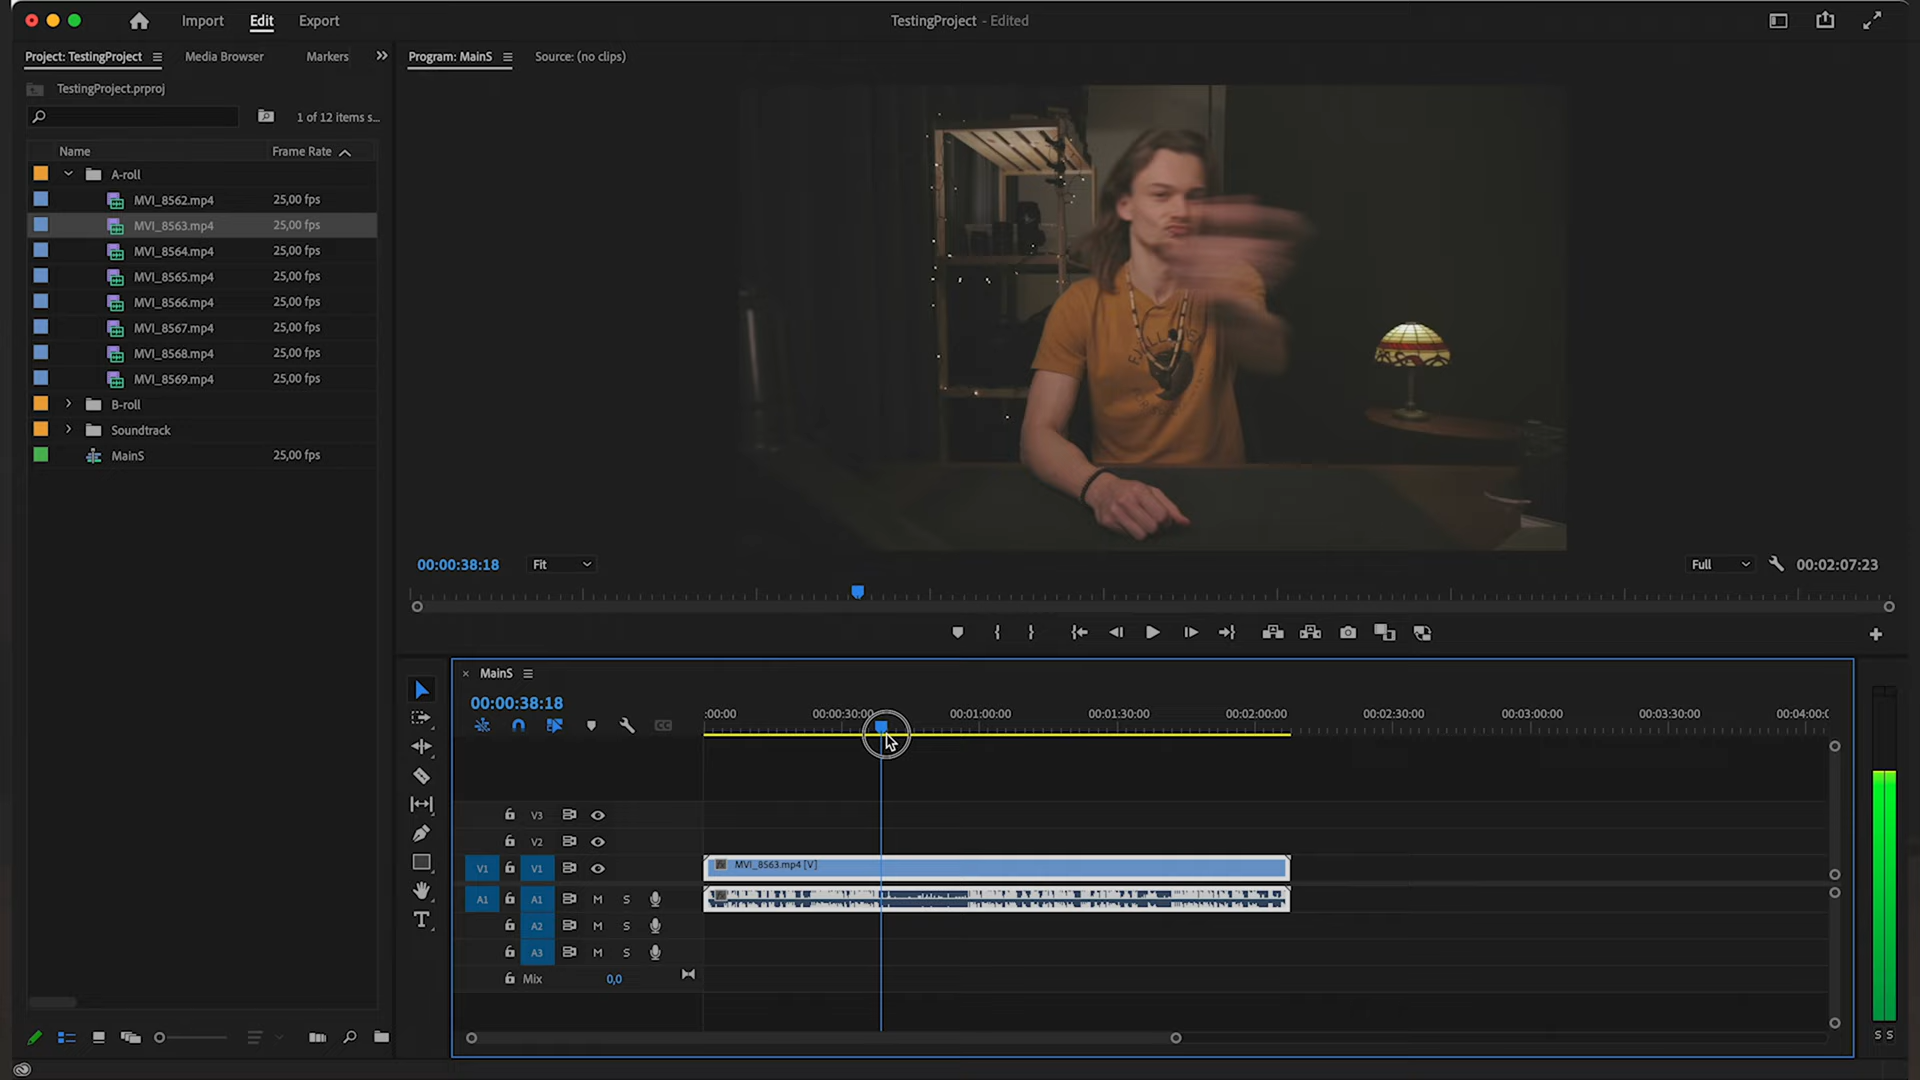 Import
Edit
Export
TestingProject - Edited
Project: TestingProject
Media Browser
Markers
Program: MainS
Source: (no clips)
TestingProject.prproj
1 of 12 items s...
Name
Frame Rate
A-roll
MVI_8562.mp4 25,00 fps
MVI_8563.mp4 25,00 fps
MVI_8564.mp4 25,00 fps
MVI_8565.mp4 25,00 fps
MVI_8566.mp4 25,00 fps
MVI_8567.mp4 25,00 fps
MVI_8568.mp4 25,00 fps
MVI_8569.mp4 25,00 fps
B-roll
Soundtrack
MainS 25,00 fps
00:00:38:18
Fit
Full
00:02:07:23
MainS
00:00:38:18
:00:00
00:00:30:00
00:01:00:00
00:01:30:00
00:02:00:00
00:02:30:00
00:03:00:00
00:03:30:00
00:04:00:0
CC
V3
V2
V1 V1
MVI_8563.mp4 [V]
A1 A1 M S
A2 M S
A3 M S
Mix 0,0
S S